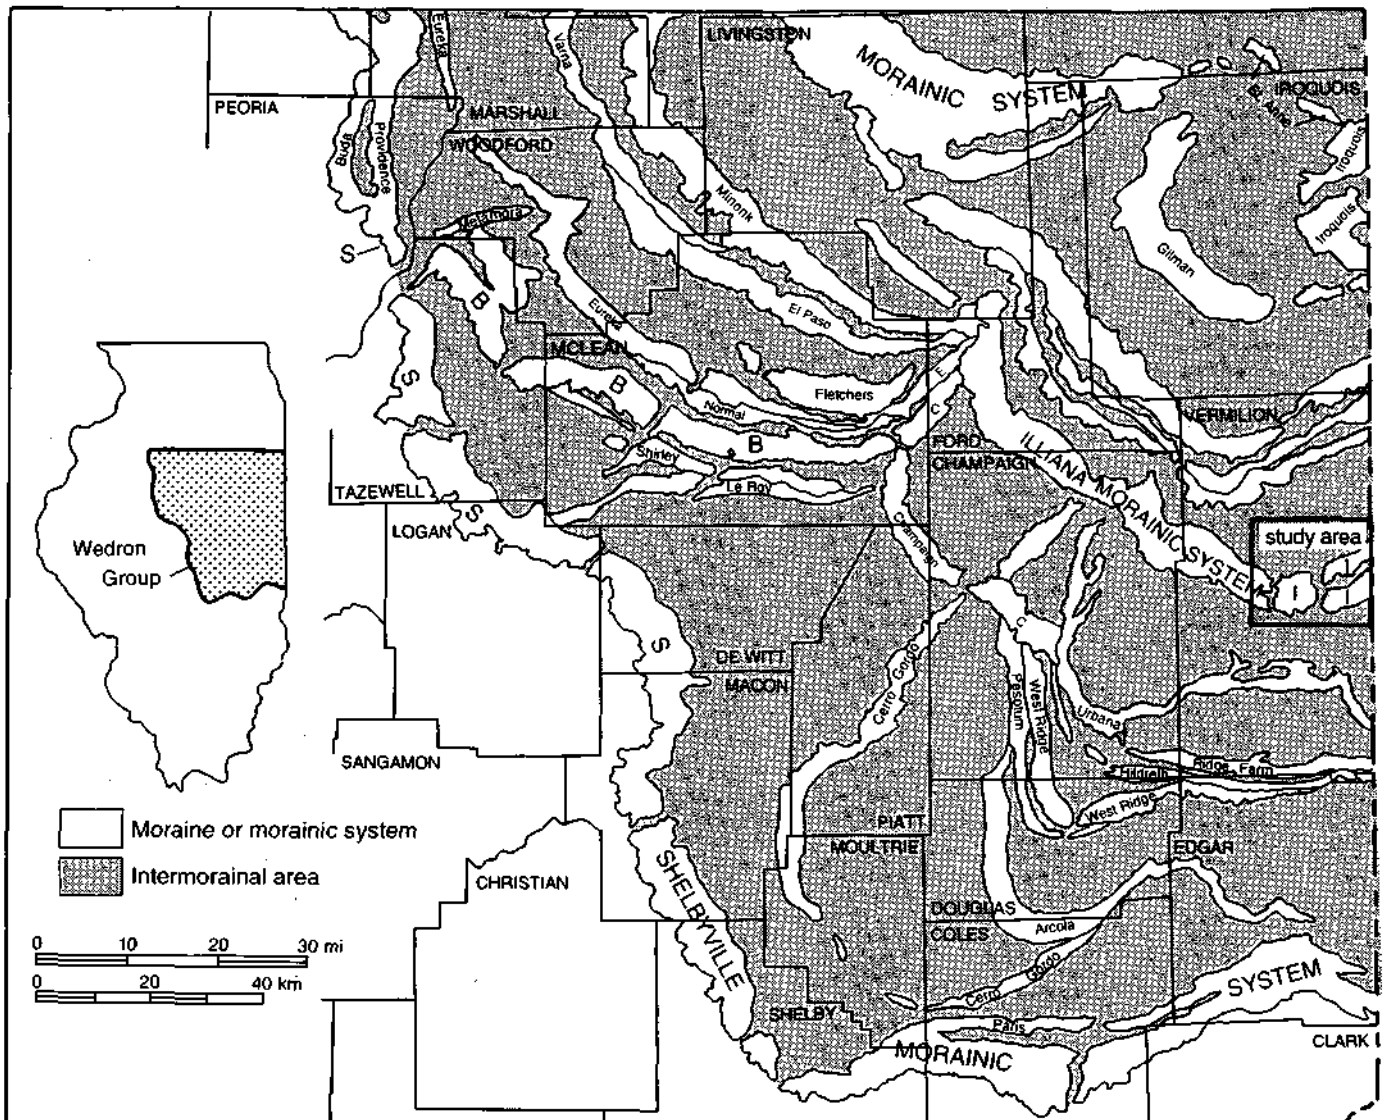 Eureka
Varna
LIVINGSTON
MORAINIC SYSTEM
PEORIA
MARSHALL
IROQUOIS
St. Anne
Buda
Providence
WOODFORD
Iroquois
Metamora
Minonk
Iroquois
S
Gilman
B
Eureka
El Paso
MCLEAN
S
B
Fletchers
E
Normal
C
VERMILION
B
FORD
ILLIANA MORAINIC SYSTEM
Shirley
CHAMPAIGN
Le Roy
TAZEWELL
LOGAN
S
Champaign
study area
Wedron
Group
I
I
I
C
S
DE WITT
MACON
Cerro Gordo
Pesotum
West Ridge
Urbana
SANGAMON
Ridge Farm
Hildreth
West Ridge
Moraine or morainic system
PIATT
MOULTRIE
EDGAR
Intermorainal area
CHRISTIAN
SHELBYVILLE
DOUGLAS
COLES
Arcola
0 10 20 30 mi
0 20 40 km
Cerro Gordo
SYSTEM
SHELBY
Paris
CLARK
MORAINIC